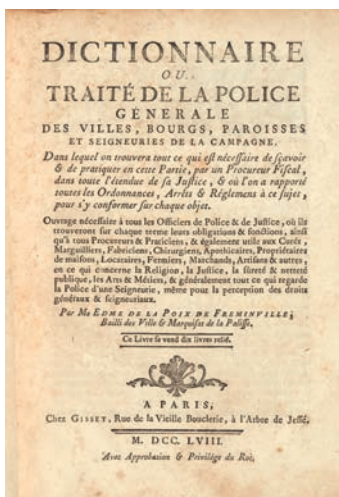 DICTIONNAIRE
OU
TRAITÉ DE LA POLICE
GÉNERALE
DES VILLES, BOURGS, PAROISSES
ET SEIGNEURIES DE LA CAMPAGNE,
Dans lequel on trouvera tout ce qui est nécessaire de sçavoir
& de pratiquer en cette Partie, par un Procureur Fiscal,
dans toute l'étendue de sa Justice, & où l'on a rapporté
toutes les Ordonnances, Arrêts & Réglemens à ce sujet,
pour s'y conformer sur chaque objet.
Ouvrage nécessaire à tous les Officiers de Police & de Justice, où ils
trouveront sur chaque terme leurs obligations & fonctions, ainsi
qu'à tous Procureurs & Praticiens, & également utile aux Curés,
Marguilliers, Fabriciens, Chirurgiens, Apothicaires, Propriétaires
de maisons, Locataires, Fermiers, Marchands, Artisans & autres,
en ce qui concerne la Religion, la Justice, la sûreté & netteté
publique, les Arts & Métiers, & généralement tout ce qui regarde
la Police d'une Seigneurie, même pour la perception des droits
généraux & seigneuriaux.
Par Me EDME DE LA POIX DE FREMINVILLE,
Bailli des Ville & Marquisat de la Palisse.
Ce Livre se vend dix livres relié.
A PARIS,
Chez GISSEY, Rue de la Vieille Bouclerie, à l'Arbre de Jessé.
M. DCC. LVIII.
Avec Approbation & Privilége du Roi.